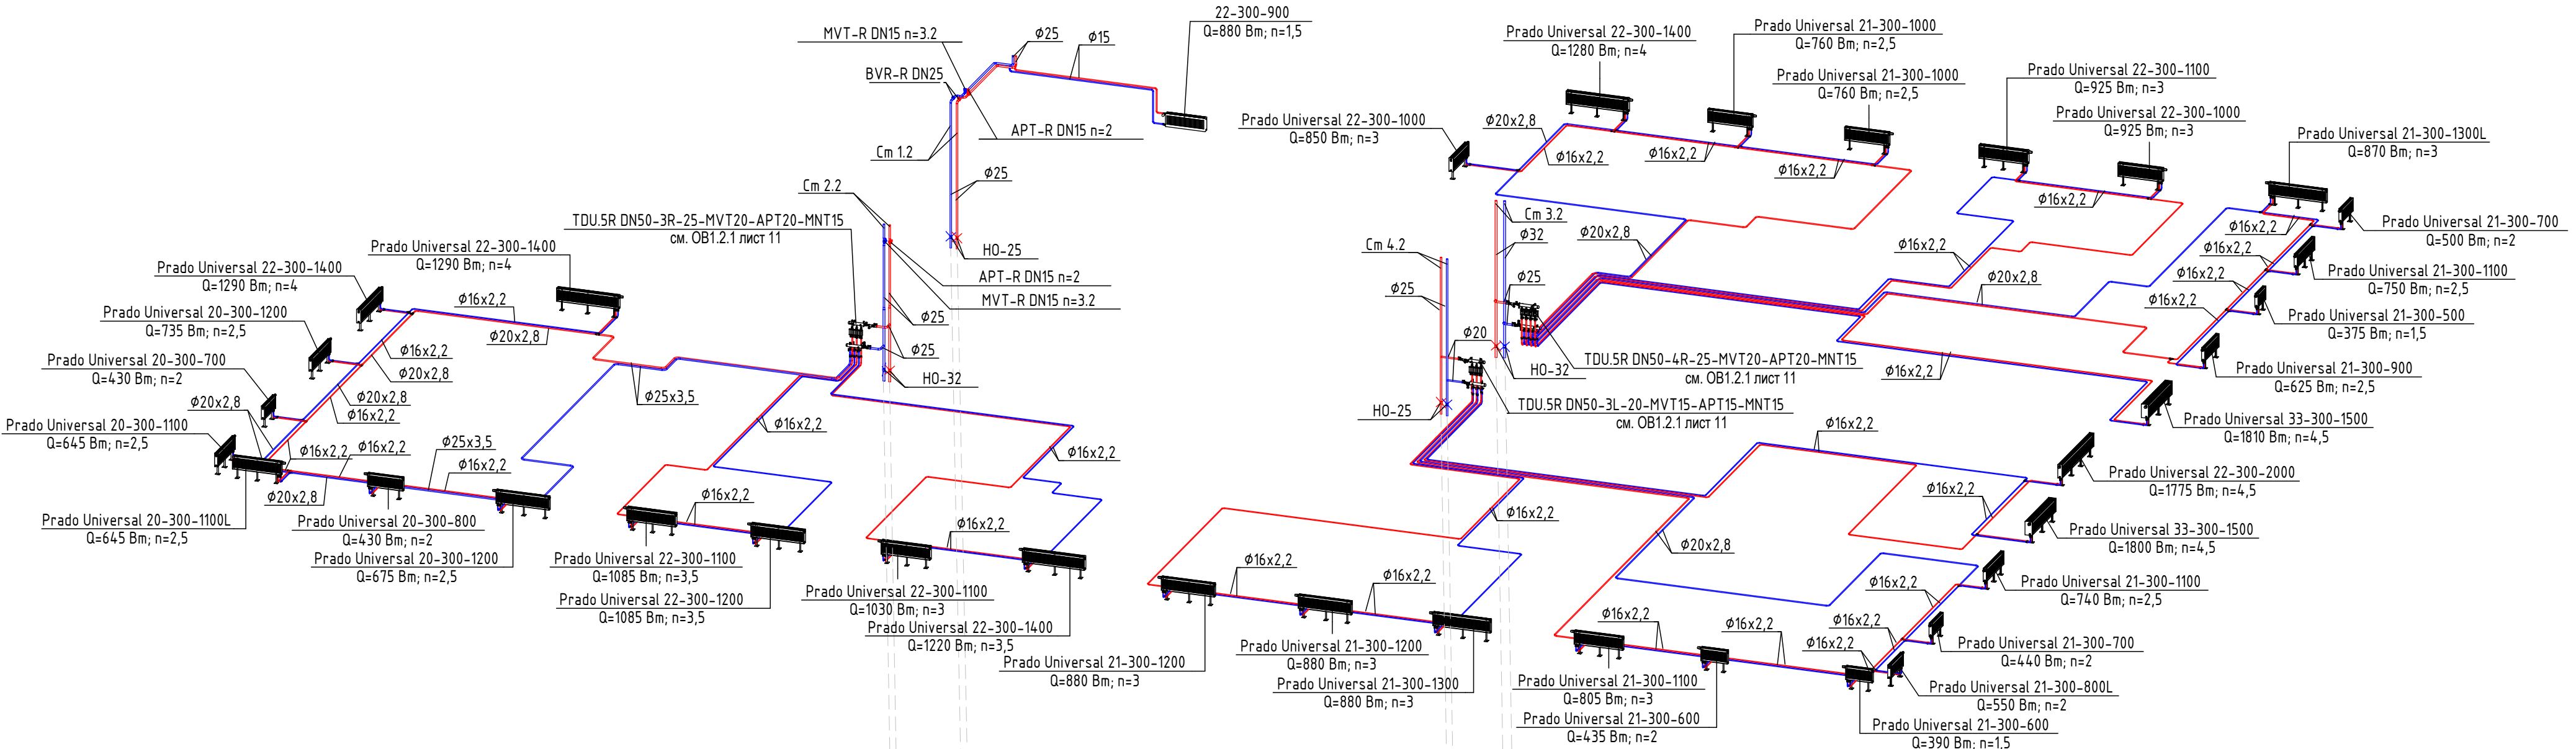 MVT-R DN15 n=3.2
Ø25
Ø15
22-300-900
Q=880 Вт; n=1,5
BVR-R DN25
APT-R DN15 n=2
Ст 1.2
Ø25
НО-25
Ст 2.2
TDU.5R DN50-3R-25-MVT20-APT20-MNT15
см. ОВ1.2.1 лист 11
APT-R DN15 n=2
MVT-R DN15 n=3.2
Ø25
Ø25
НО-32
Prado Universal 22-300-1400
Q=1290 Вт; n=4
Prado Universal 22-300-1400
Q=1290 Вт; n=4
Prado Universal 20-300-1200
Q=735 Вт; n=2,5
Prado Universal 20-300-700
Q=430 Вт; n=2
Prado Universal 20-300-1100
Q=645 Вт; n=2,5
Ø16x2,2
Ø20x2,8
Ø16x2,2
Ø20x2,8
Ø20x2,8
Ø16x2,2
Ø20x2,8
Ø16x2,2
Ø16x2,2
Ø25x3,5
Ø16x2,2
Ø20x2,8
Ø25x3,5
Ø16x2,2
Ø16x2,2
Ø16x2,2
Ø16x2,2
Prado Universal 20-300-1100L
Q=645 Вт; n=2,5
Prado Universal 20-300-800
Q=430 Вт; n=2
Prado Universal 20-300-1200
Q=675 Вт; n=2,5
Prado Universal 22-300-1100
Q=1085 Вт; n=3,5
Prado Universal 22-300-1200
Q=1085 Вт; n=3,5
Prado Universal 22-300-1100
Q=1030 Вт; n=3
Prado Universal 22-300-1400
Q=1220 Вт; n=3,5
Prado Universal 22-300-1400
Q=1280 Вт; n=4
Prado Universal 21-300-1000
Q=760 Вт; n=2,5
Prado Universal 21-300-1000
Q=760 Вт; n=2,5
Prado Universal 22-300-1100
Q=925 Вт; n=3
Prado Universal 22-300-1000
Q=925 Вт; n=3
Prado Universal 22-300-1000
Q=850 Вт; n=3
Prado Universal 21-300-1300L
Q=870 Вт; n=3
Prado Universal 21-300-700
Q=500 Вт; n=2
Prado Universal 21-300-1100
Q=750 Вт; n=2,5
Prado Universal 21-300-500
Q=375 Вт; n=1,5
Prado Universal 21-300-900
Q=625 Вт; n=2,5
Prado Universal 33-300-1500
Q=1810 Вт; n=4,5
Ø20x2,8
Ø16x2,2
Ø16x2,2
Ø16x2,2
Ø16x2,2
Ø16x2,2
Ø16x2,2
Ø16x2,2
Ø16x2,2
Ø20x2,8
Ø16x2,2
Ø20x2,8
Ø16x2,2
Ст 3.2
Ø32
Ст 4.2
Ø25
Ø25
Ø20
НО-32
НО-25
TDU.5R DN50-4R-25-MVT20-APT20-MNT15
см. ОВ1.2.1 лист 11
TDU.5R DN50-3L-20-MVT15-APT15-MNT15
см. ОВ1.2.1 лист 11
Ø16x2,2
Ø16x2,2
Ø16x2,2
Ø20x2,8
Ø16x2,2
Ø16x2,2
Ø16x2,2
Ø16x2,2
Ø16x2,2
Ø16x2,2
Ø16x2,2
Prado Universal 22-300-2000
Q=1775 Вт; n=4,5
Prado Universal 33-300-1500
Q=1800 Вт; n=4,5
Prado Universal 21-300-1100
Q=740 Вт; n=2,5
Prado Universal 21-300-700
Q=440 Вт; n=2
Prado Universal 21-300-800L
Q=550 Вт; n=2
Prado Universal 21-300-600
Q=390 Вт; n=1,5
Prado Universal 21-300-1200
Q=880 Вт; n=3
Prado Universal 21-300-1200
Q=880 Вт; n=3
Prado Universal 21-300-1300
Q=880 Вт; n=3
Prado Universal 21-300-1100
Q=805 Вт; n=3
Prado Universal 21-300-600
Q=435 Вт; n=2